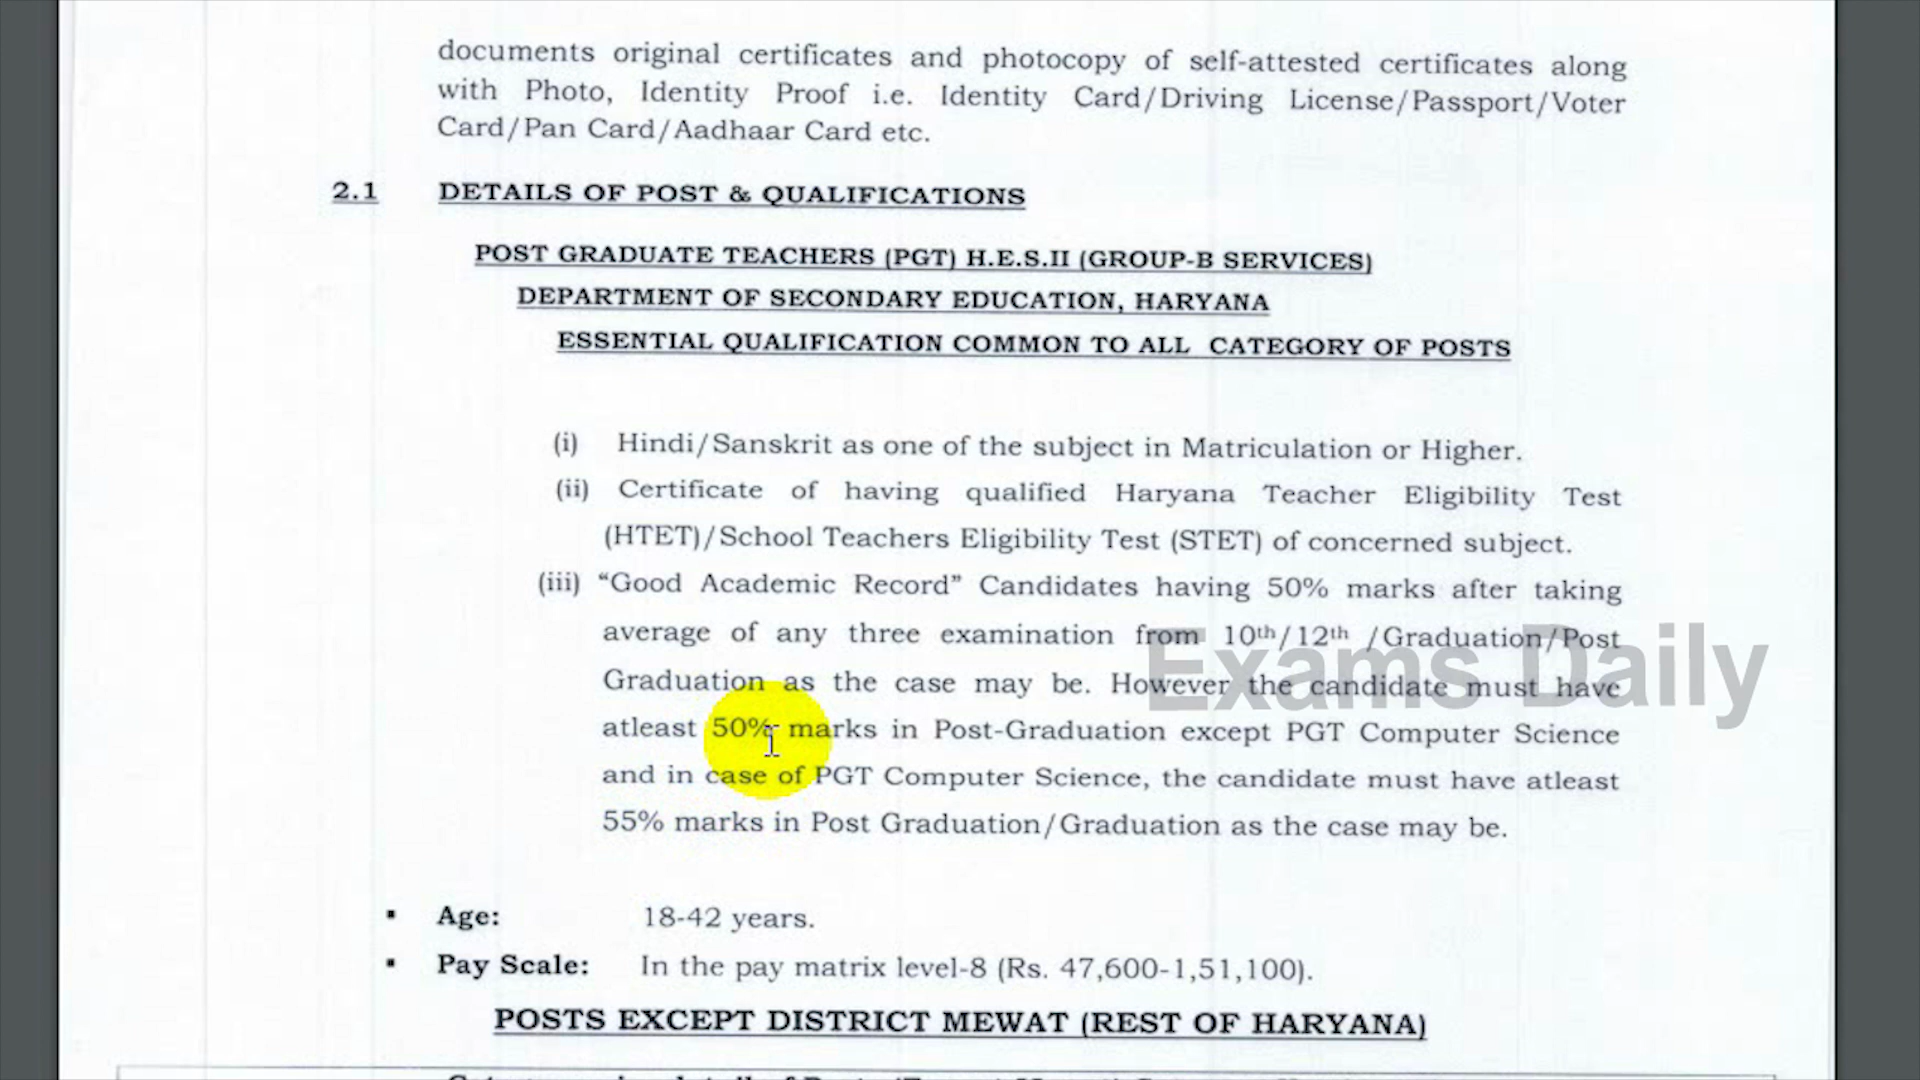 documents original certificates and photocopy of self-attested certificates along
with Photo, Identity Proof i.e. Identity Card/Driving License/Passport/Voter
Card/Pan Card/Aadhaar Card etc.
2.1 DETAILS OF POST & QUALIFICATIONS
POST GRADUATE TEACHERS (PGT) H.E.S.II (GROUP-B SERVICES)
DEPARTMENT OF SECONDARY EDUCATION, HARYANA
ESSENTIAL QUALIFICATION COMMON TO ALL CATEGORY OF POSTS
(i) Hindi/Sanskrit as one of the subject in Matriculation or Higher.
(ii) Certificate of having qualified Haryana Teacher Eligibility Test
(HTET)/School Teachers Eligibility Test (STET) of concerned subject.
(iii) “Good Academic Record” Candidates having 50% marks after taking
average of any three examination from 10th/12th /Graduation/Post
Graduation as the case may be. However the candidate must have
atleast 50% marks in Post-Graduation except PGT Computer Science
and in case of PGT Computer Science, the candidate must have atleast
55% marks in Post Graduation/Graduation as the case may be.
Exams Daily
▪ Age: 18-42 years.
▪ Pay Scale: In the pay matrix level-8 (Rs. 47,600-1,51,100).
POSTS EXCEPT DISTRICT MEWAT (REST OF HARYANA)